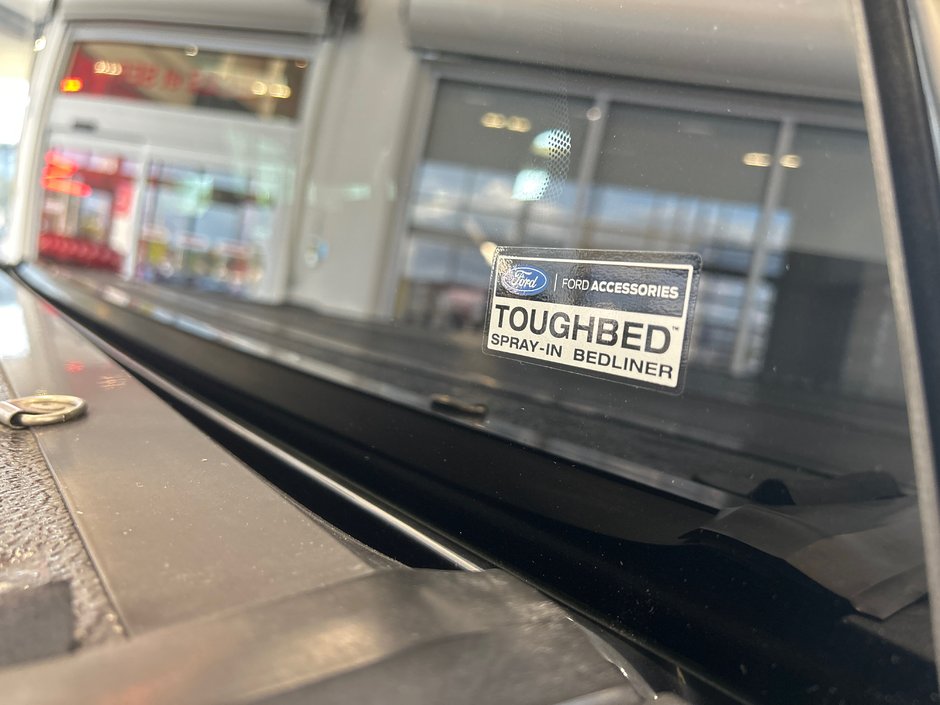 Ford | FORD ACCESSORIES
TOUGHBED™
SPRAY-IN BEDLINER